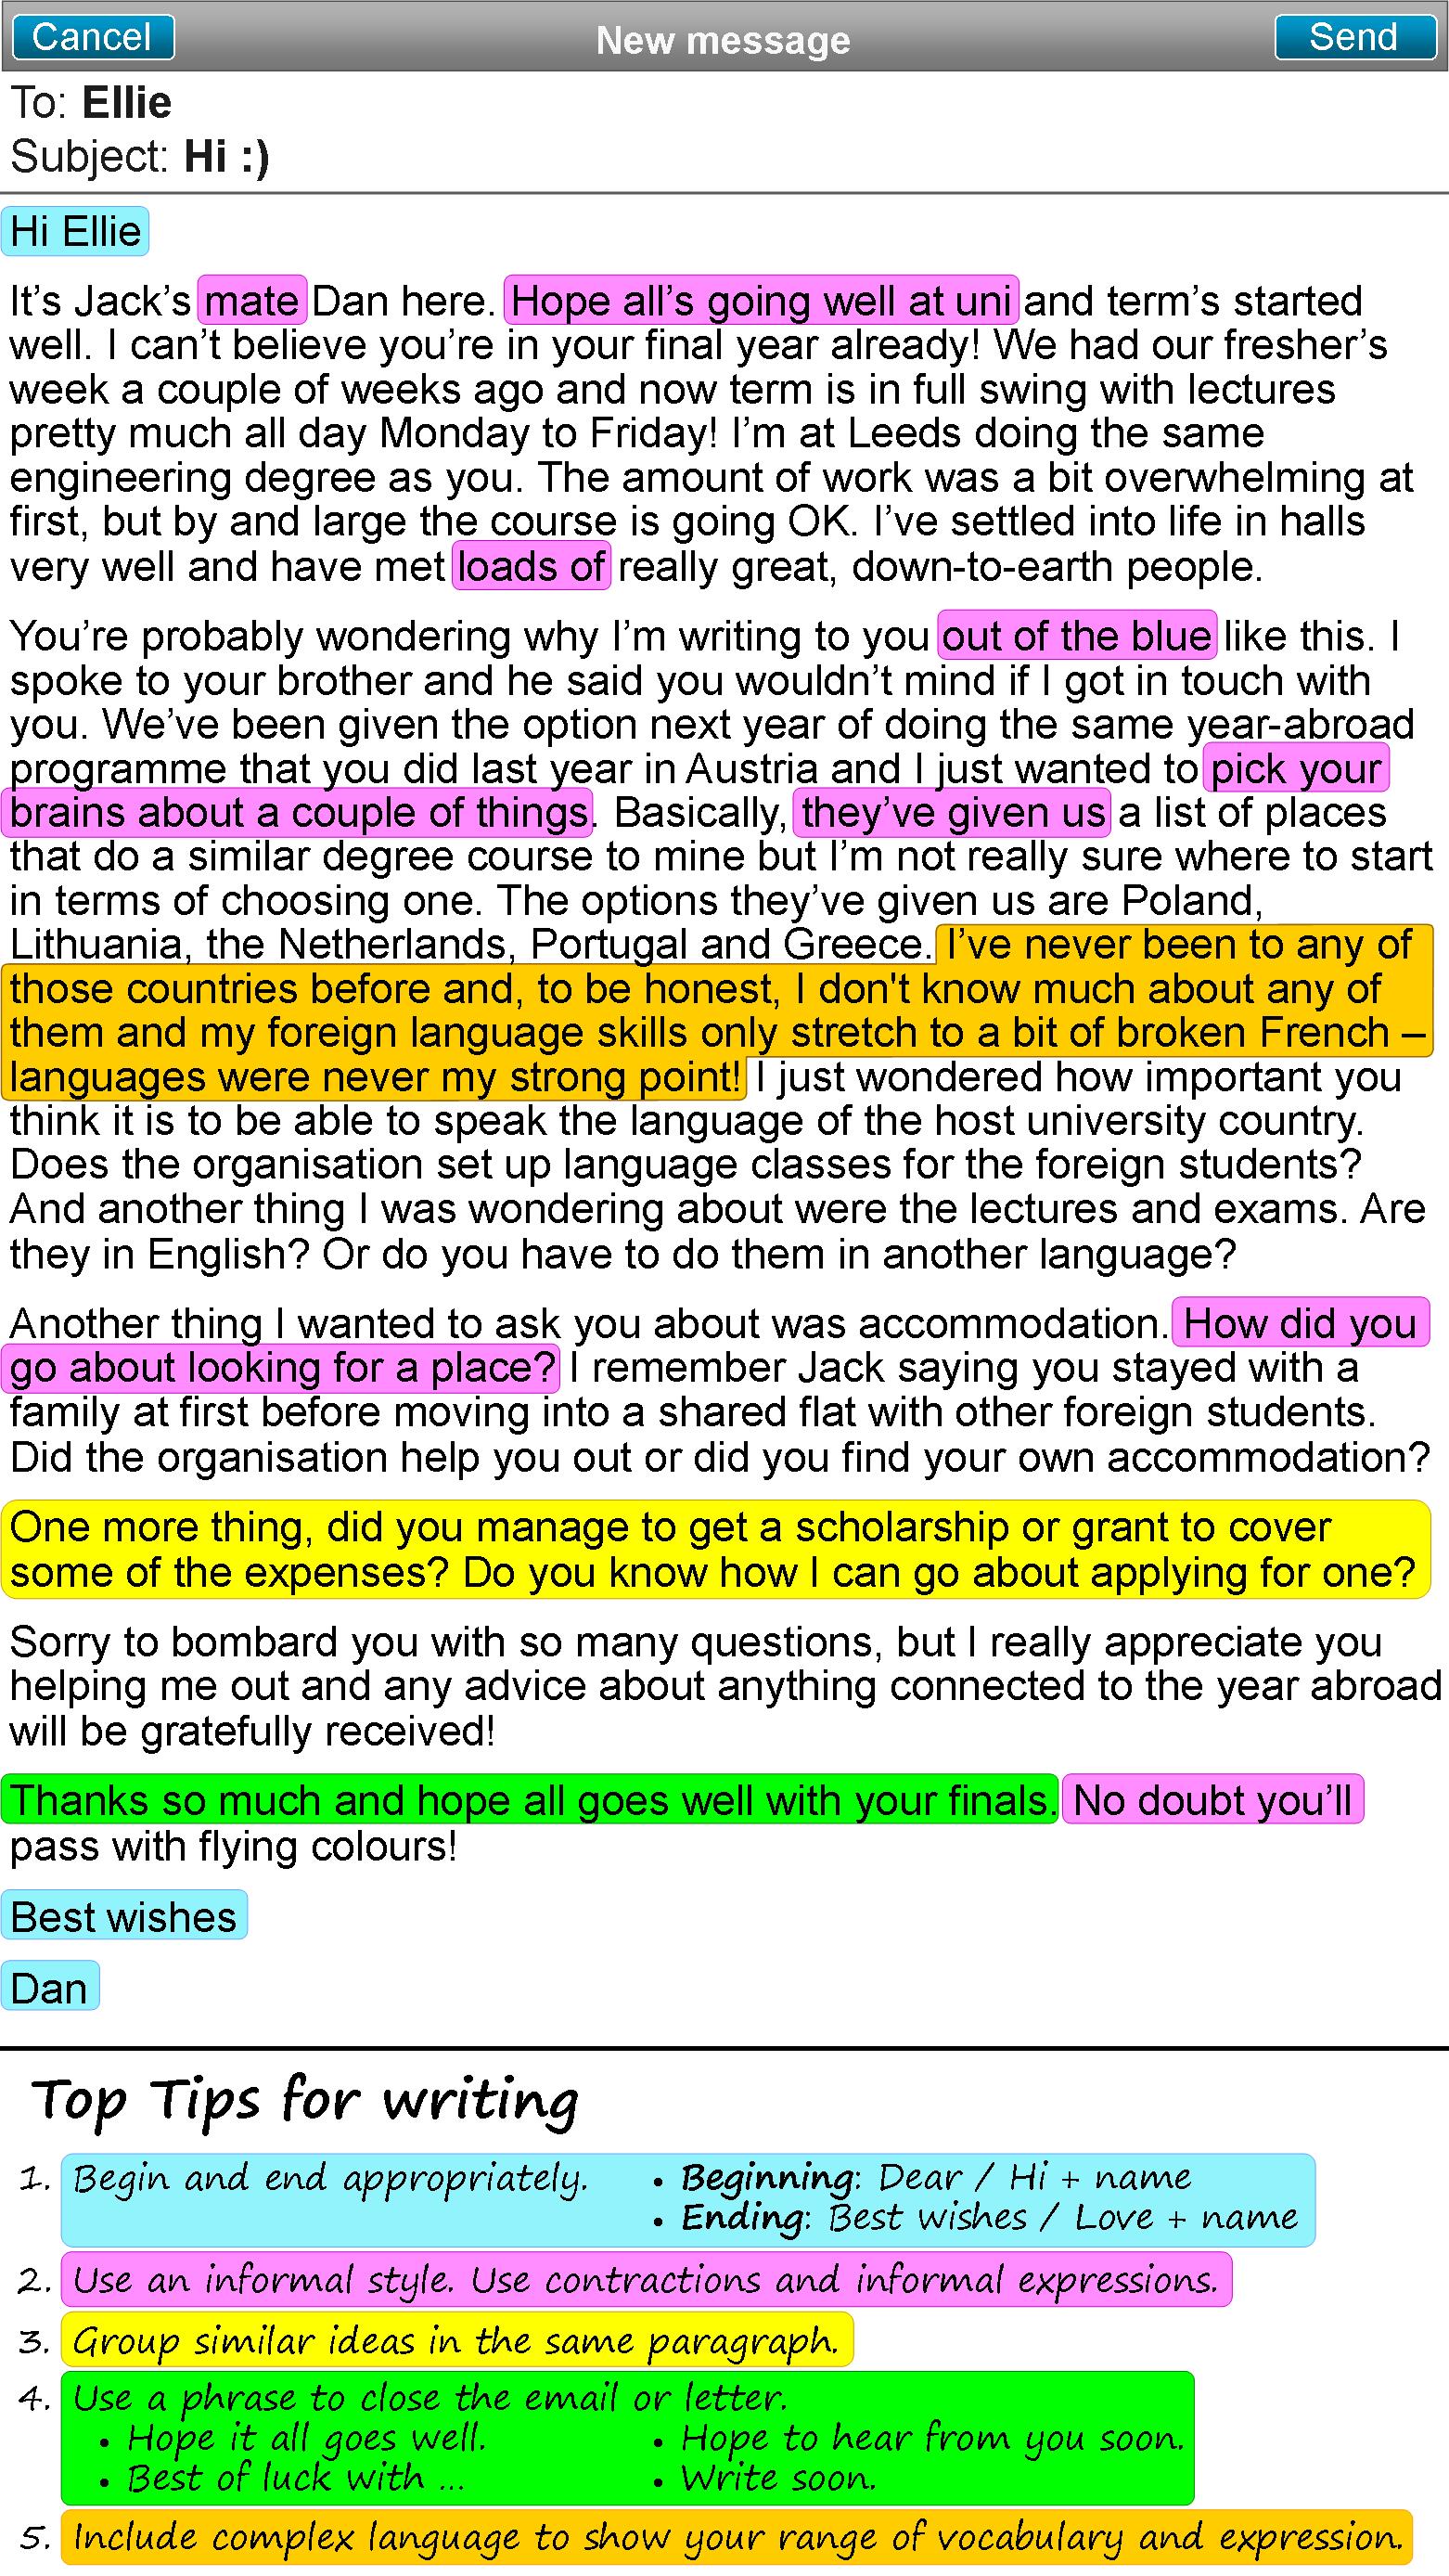 Cancel New message Send
To: Ellie
Subject: Hi :)
Hi Ellie
It’s Jack’s mate Dan here. Hope all’s going well at uni and term’s started
well. I can’t believe you’re in your final year already! We had our fresher’s
week a couple of weeks ago and now term is in full swing with lectures
pretty much all day Monday to Friday! I’m at Leeds doing the same
engineering degree as you. The amount of work was a bit overwhelming at
first, but by and large the course is going OK. I’ve settled into life in halls
very well and have met loads of really great, down-to-earth people.
You’re probably wondering why I’m writing to you out of the blue like this. I
spoke to your brother and he said you wouldn’t mind if I got in touch with
you. We’ve been given the option next year of doing the same year-abroad
programme that you did last year in Austria and I just wanted to pick your
brains about a couple of things. Basically, they’ve given us a list of places
that do a similar degree course to mine but I’m not really sure where to start
in terms of choosing one. The options they’ve given us are Poland,
Lithuania, the Netherlands, Portugal and Greece. I’ve never been to any of
those countries before and, to be honest, I don't know much about any of
them and my foreign language skills only stretch to a bit of broken French –
languages were never my strong point! I just wondered how important you
think it is to be able to speak the language of the host university country.
Does the organisation set up language classes for the foreign students?
And another thing I was wondering about were the lectures and exams. Are
they in English? Or do you have to do them in another language?
Another thing I wanted to ask you about was accommodation. How did you
go about looking for a place? I remember Jack saying you stayed with a
family at first before moving into a shared flat with other foreign students.
Did the organisation help you out or did you find your own accommodation?
One more thing, did you manage to get a scholarship or grant to cover
some of the expenses? Do you know how I can go about applying for one?
Sorry to bombard you with so many questions, but I really appreciate you
helping me out and any advice about anything connected to the year abroad
will be gratefully received!
Thanks so much and hope all goes well with your finals. No doubt you’ll
pass with flying colours!
Best wishes
Dan
Top Tips for writing
1. Begin and end appropriately. • Beginning: Dear / Hi + name
• Ending: Best wishes / Love + name
2. Use an informal style. Use contractions and informal expressions.
3. Group similar ideas in the same paragraph.
4. Use a phrase to close the email or letter.
• Hope it all goes well. • Hope to hear from you soon.
• Best of luck with ... • Write soon.
5. Include complex language to show your range of vocabulary and expression.